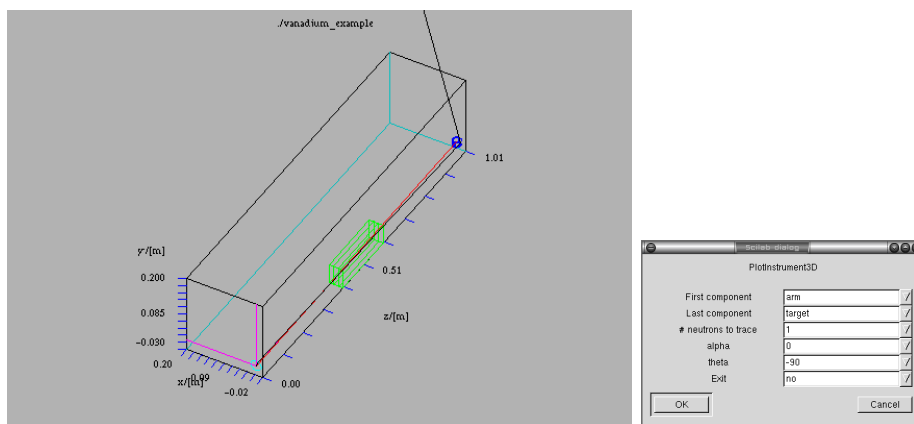 ./vanadium_example
1.01
y/[m]
0.51
0.200
z/[m]
0.085
-0.030
0.20
0.09
x/[m]
-0.02
0.00
Scilab dialog
PlotInstrument3D
First component arm
Last component target
# neutrons to trace 1
alpha 0
theta -90
Exit no
OK Cancel